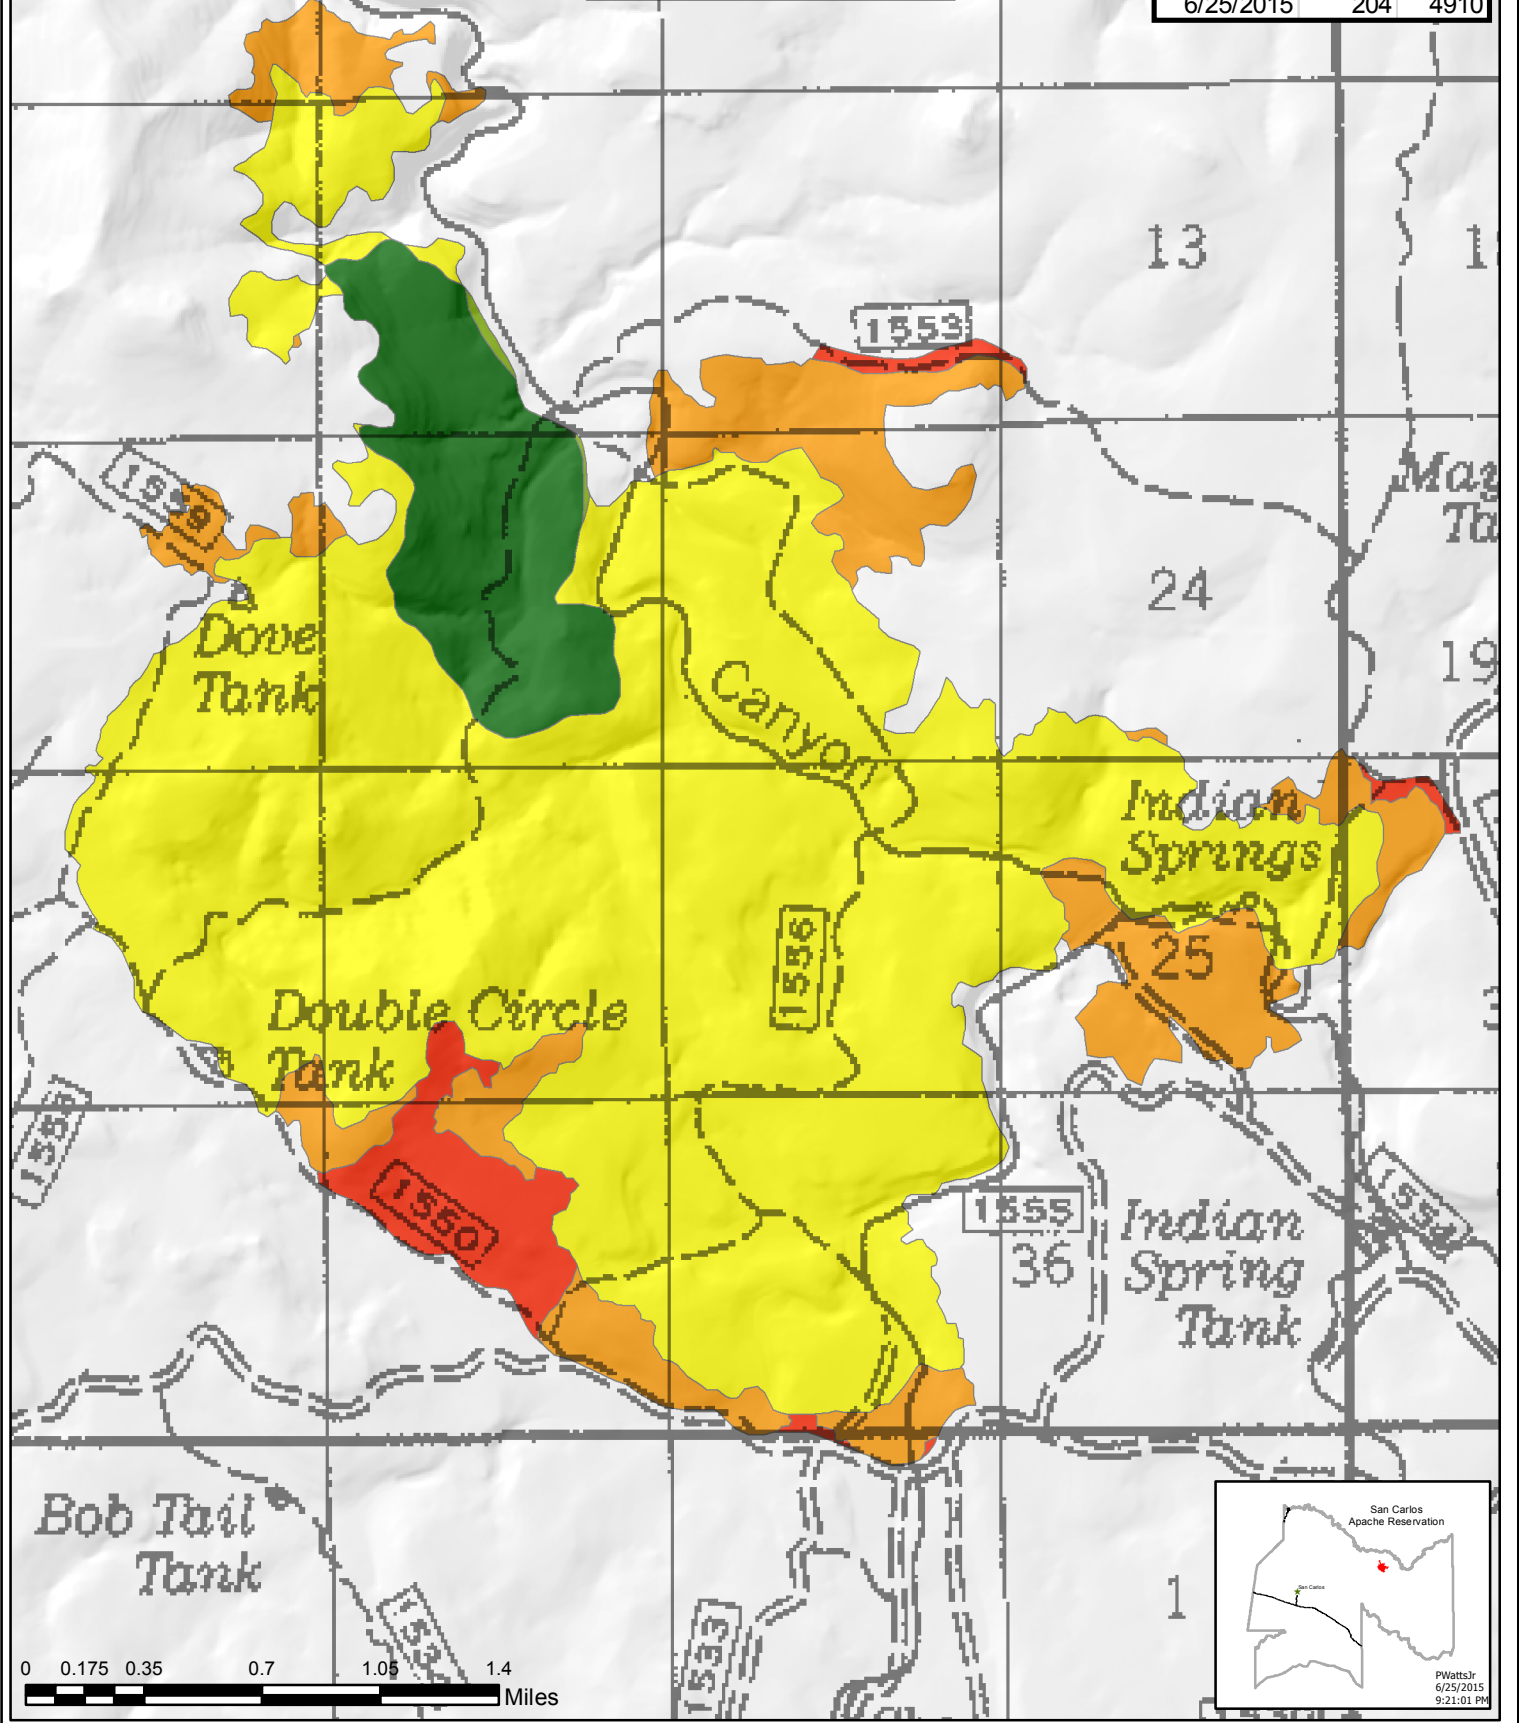 6/25/2015 204 4910
13
1553
May
24
19
Dove
Tank
Canyon
Indian
Springs
1556
25
Double Circle
Tank
1550
1555
36
Indian
Spring
Tank
1554
Bob Tail
Tank
1
1533
San Carlos
Apache Reservation
San Carlos
0 0.175 0.35 0.7 1.05 1.4
Miles
PWattsJr
6/25/2015
9:21:01 PM